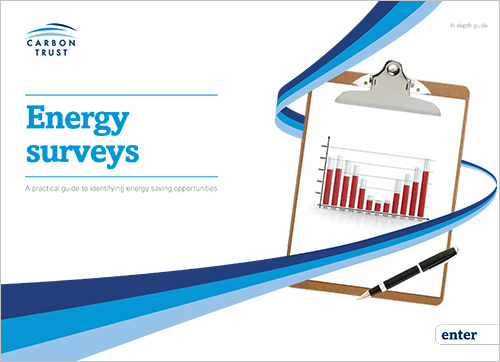 CARBON
TRUST
In depth guide
Energy
surveys
A practical guide to identifying energy saving opportunities
enter